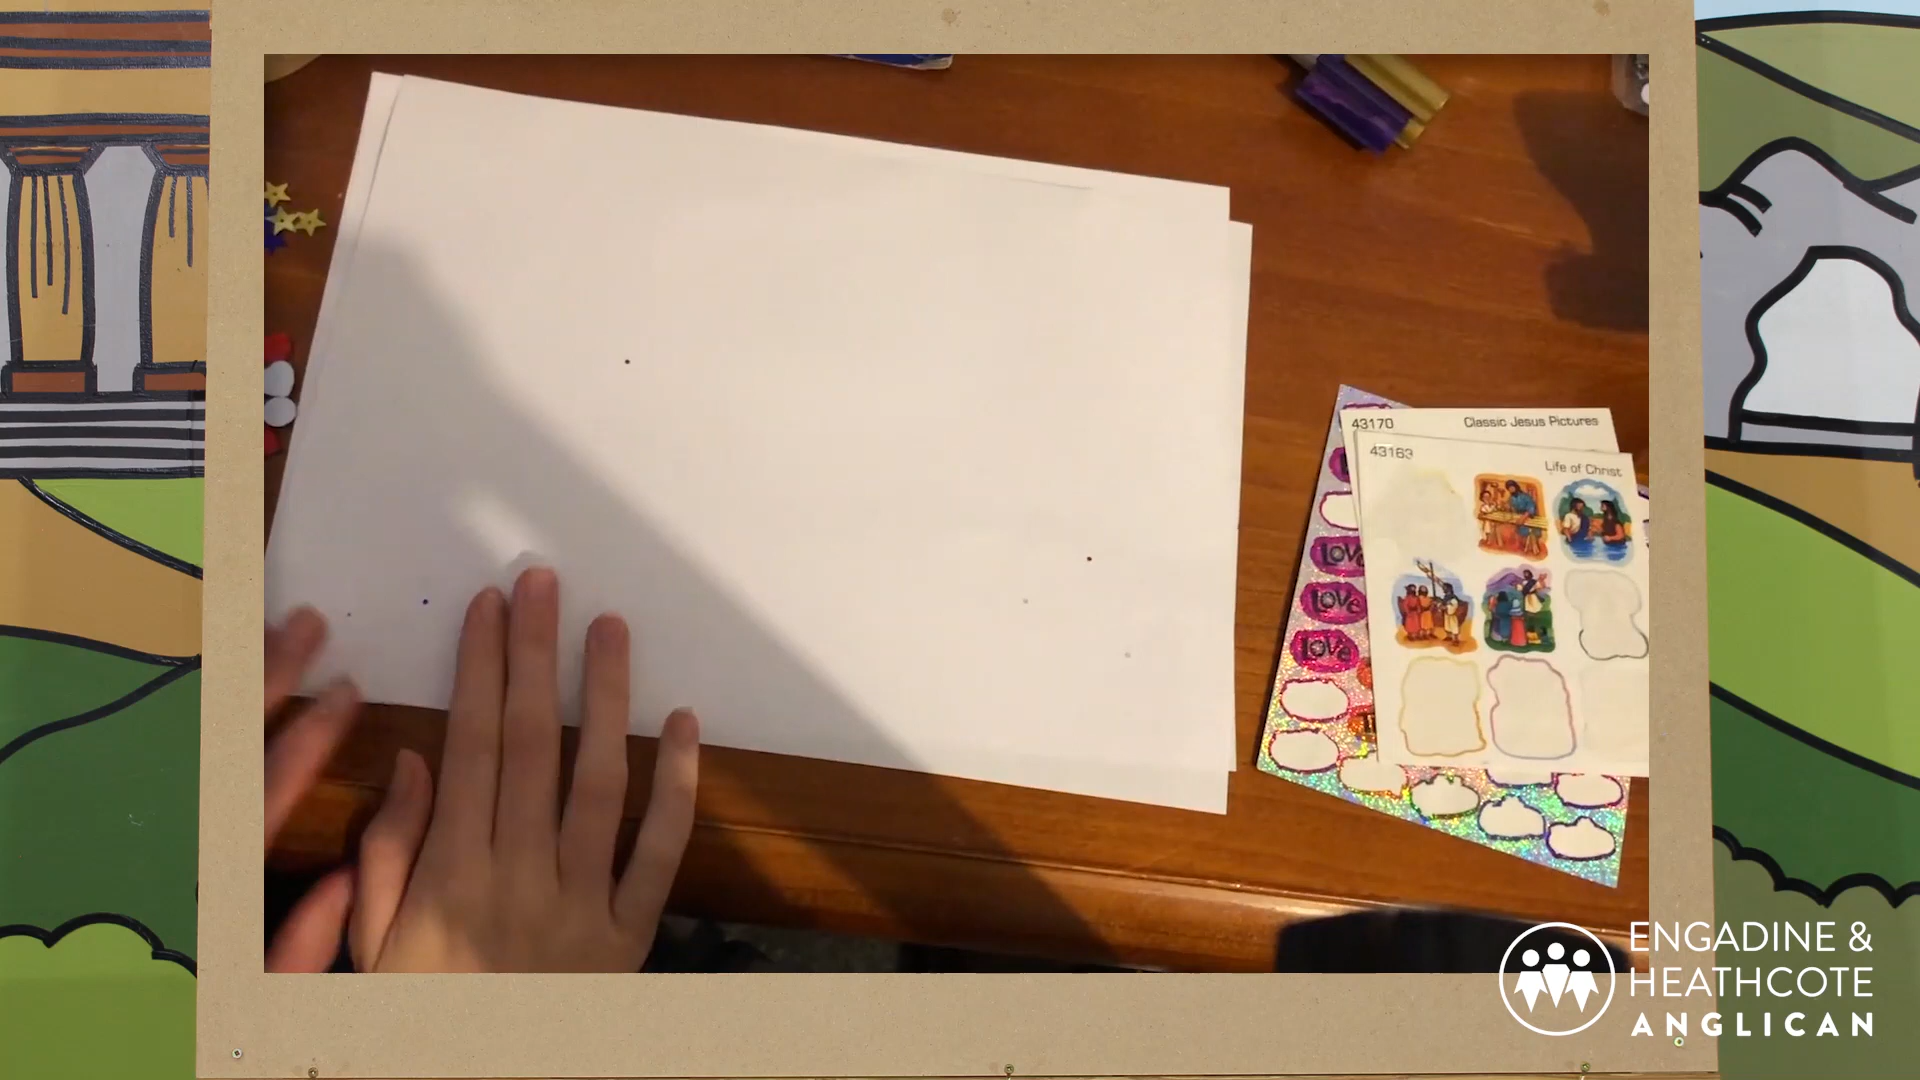 43170 Classic Jesus Pictures
43163 Life of Christ
Love
Love
Love
ENGADINE &
HEATHCOTE
ANGLICAN